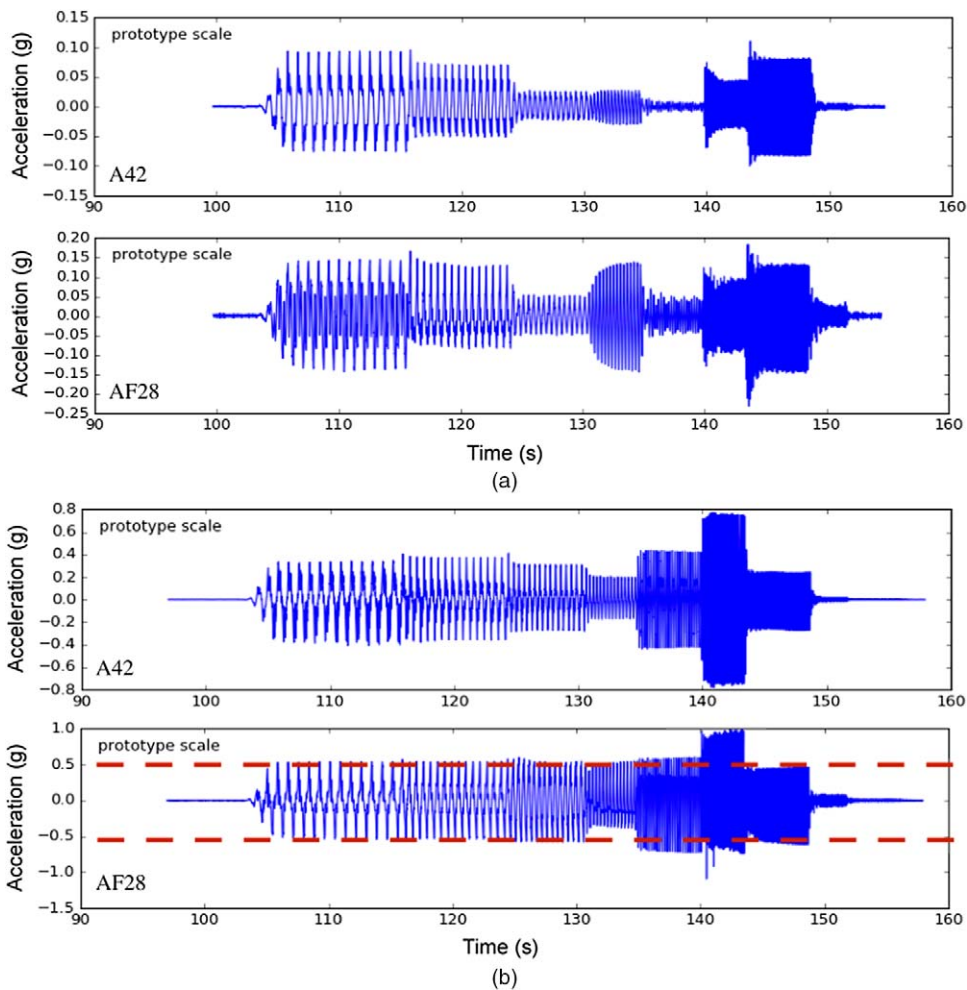 0.15
prototype scale
0.10
0.05
0.00
−0.05
−0.10
A42
−0.15
90 100 110 120 130 140 150 160
Acceleration (g)
0.20
prototype scale
0.15
0.10
0.05
0.00
−0.05
−0.10
−0.15
−0.20
AF28
−0.25
90 100 110 120 130 140 150 160
Acceleration (g)
Time (s)
(a)
0.8
prototype scale
0.6
0.4
0.2
0.0
−0.2
−0.4
−0.6
A42
−0.8
90 100 110 120 130 140 150 160
Acceleration (g)
1.0
prototype scale
0.5
0.0
−0.5
−1.0
AF28
−1.5
90 100 110 120 130 140 150 160
Acceleration (g)
Time (s)
(b)